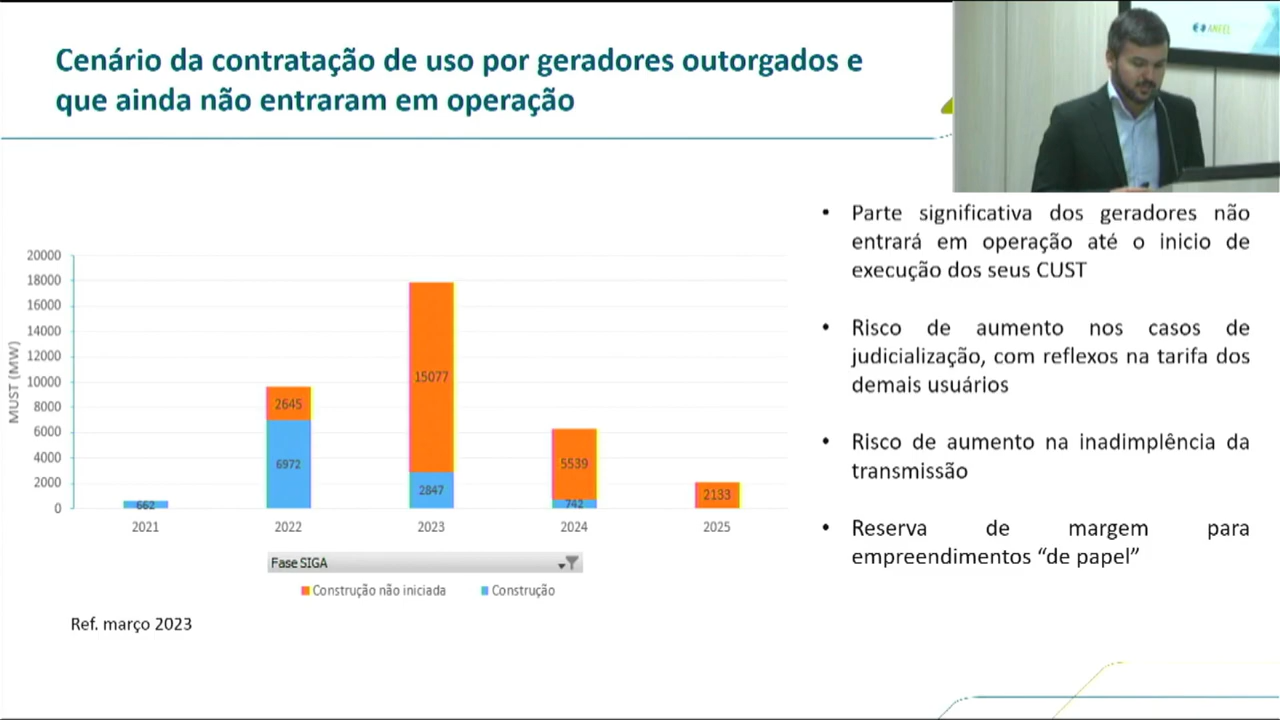 Cenário da contratação de uso por geradores outorgados e
que ainda não entraram em operação
ANEEL
• Parte significativa dos geradores não
entrará em operação até o inicio de
execução dos seus CUST
• Risco de aumento nos casos de
judicialização, com reflexos na tarifa dos
demais usuários
• Risco de aumento na inadimplência da
transmissão
• Reserva de margem para
empreendimentos “de papel”
MUST (MW)
20000
18000
16000
14000
12000
10000
8000
6000
4000
2000
0
662
2645
6972
15077
2847
5539
742
2133
2021 2022 2023 2024 2025
Fase SIGA
Construção não iniciada Construção
Ref. março 2023